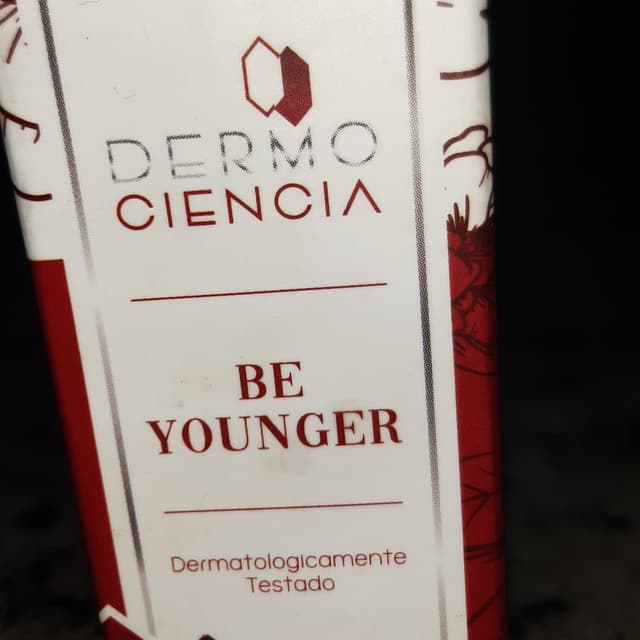 DERMO
CIENCIA
BE
YOUNGER
Dermatologicamente
Testado